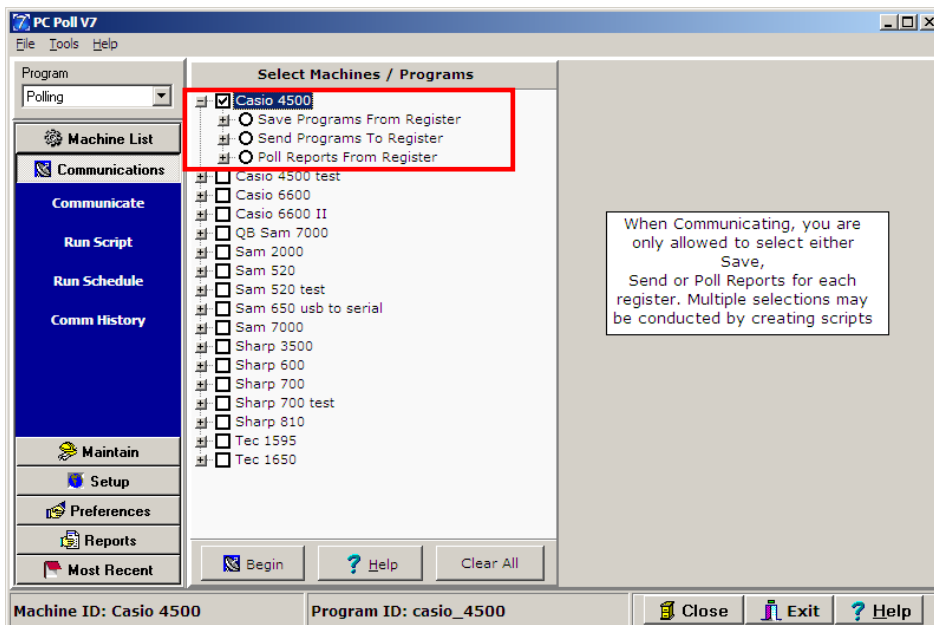 PC Poll V7
File Tools Help
Program
Polling
Machine List
Communications
Communicate
Run Script
Run Schedule
Comm History
Maintain
Setup
Preferences
Reports
Most Recent
Select Machines / Programs
Casio 4500
Save Programs From Register
Send Programs To Register
Poll Reports From Register
Casio 4500 test
Casio 6600
Casio 6600 II
QB Sam 7000
Sam 2000
Sam 520
Sam 520 test
Sam 650 usb to serial
Sam 7000
Sharp 3500
Sharp 600
Sharp 700
Sharp 700 test
Sharp 810
Tec 1595
Tec 1650
Begin ? Help Clear All
When Communicating, you are
only allowed to select either
Save,
Send or Poll Reports for each
register. Multiple selections may
be conducted by creating scripts
Machine ID: Casio 4500 Program ID: casio_4500 Close Exit ? Help